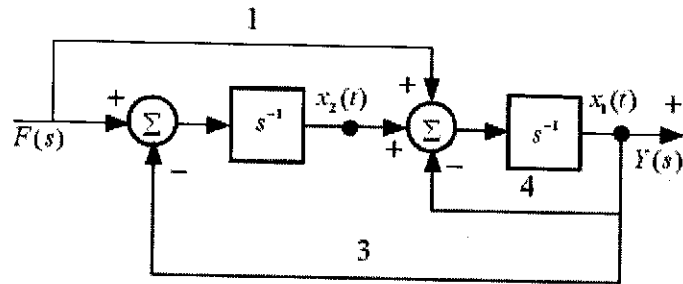 1
+
x₂(t)
+
x₁(t)
+
Σ
s⁻¹
Σ
s⁻¹
F(s)
+
Y(s)
−
−
4
3